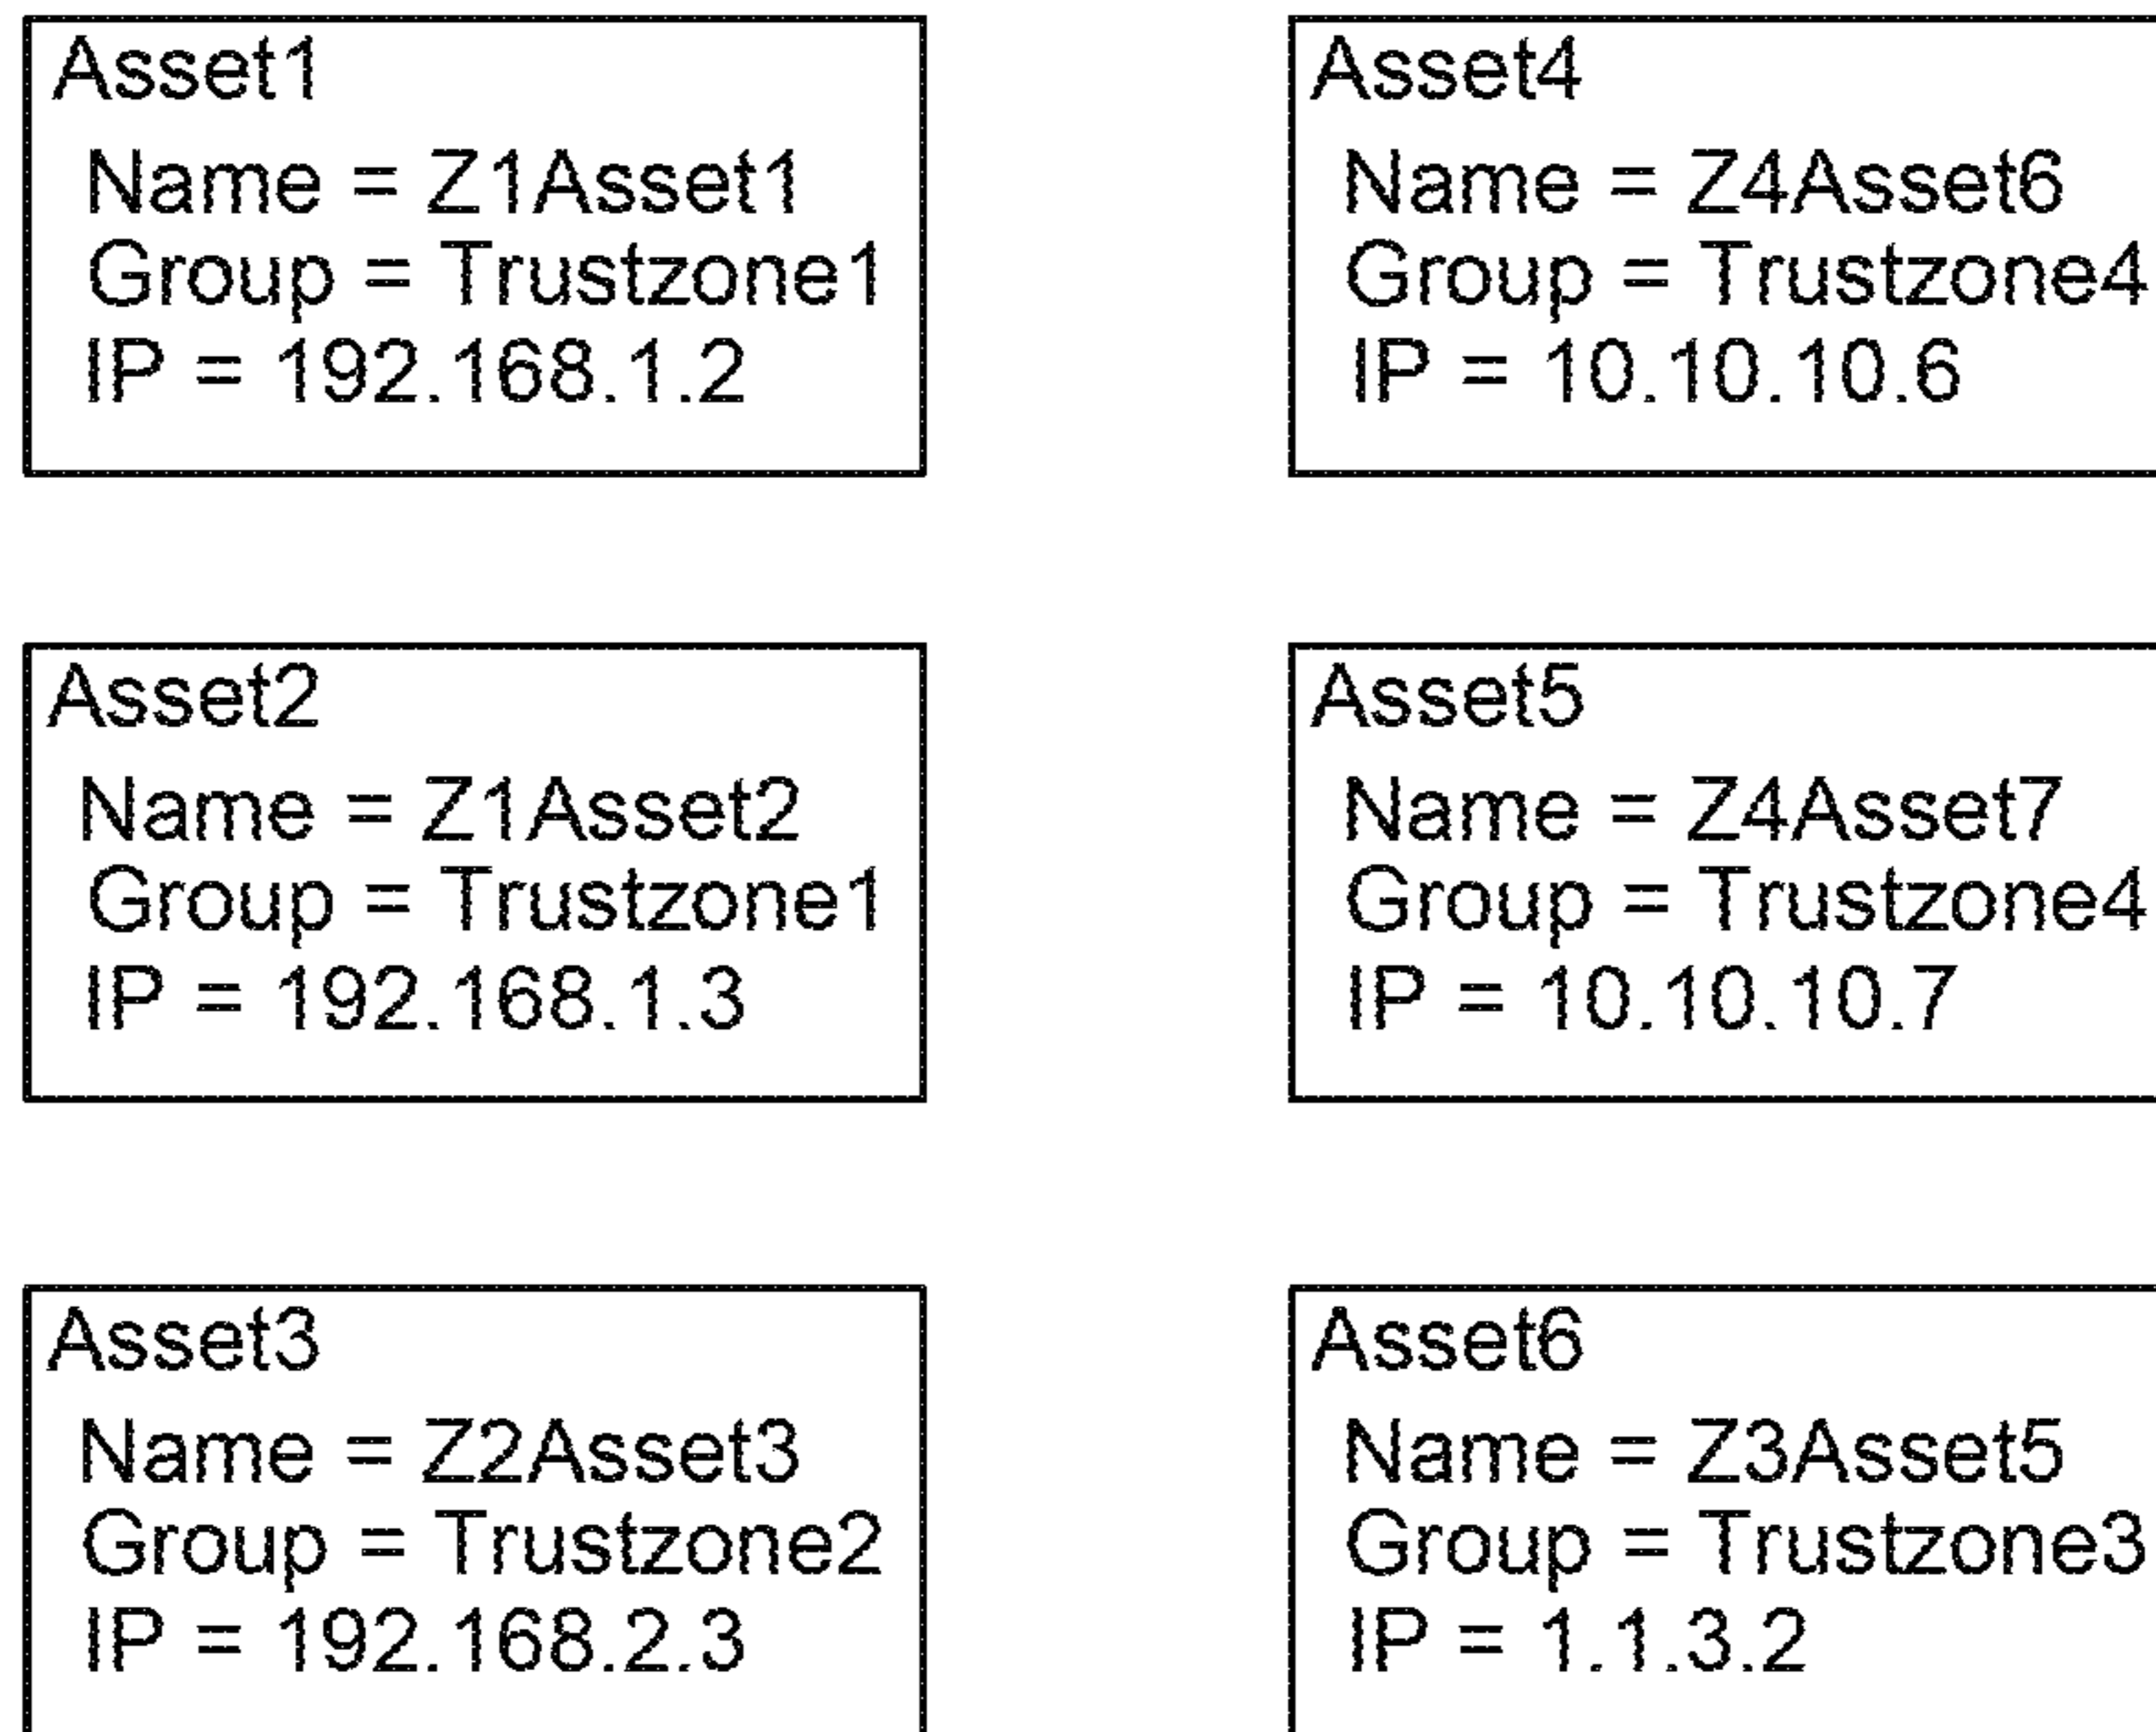 Asset1
Name = Z1Asset1
Group = Trustzone1
IP = 192.168.1.2
Asset2
Name = Z1Asset2
Group = Trustzone1
IP = 192.168.1.3
Asset3
Name = Z2Asset3
Group = Trustzone2
IP = 192.168.2.3
Asset4
Name = Z4Asset6
Group = Trustzone4
IP = 10.10.10.6
Asset5
Name = Z4Asset7
Group = Trustzone4
IP = 10.10.10.7
Asset6
Name = Z3Asset5
Group = Trustzone3
IP = 1.1.3.2